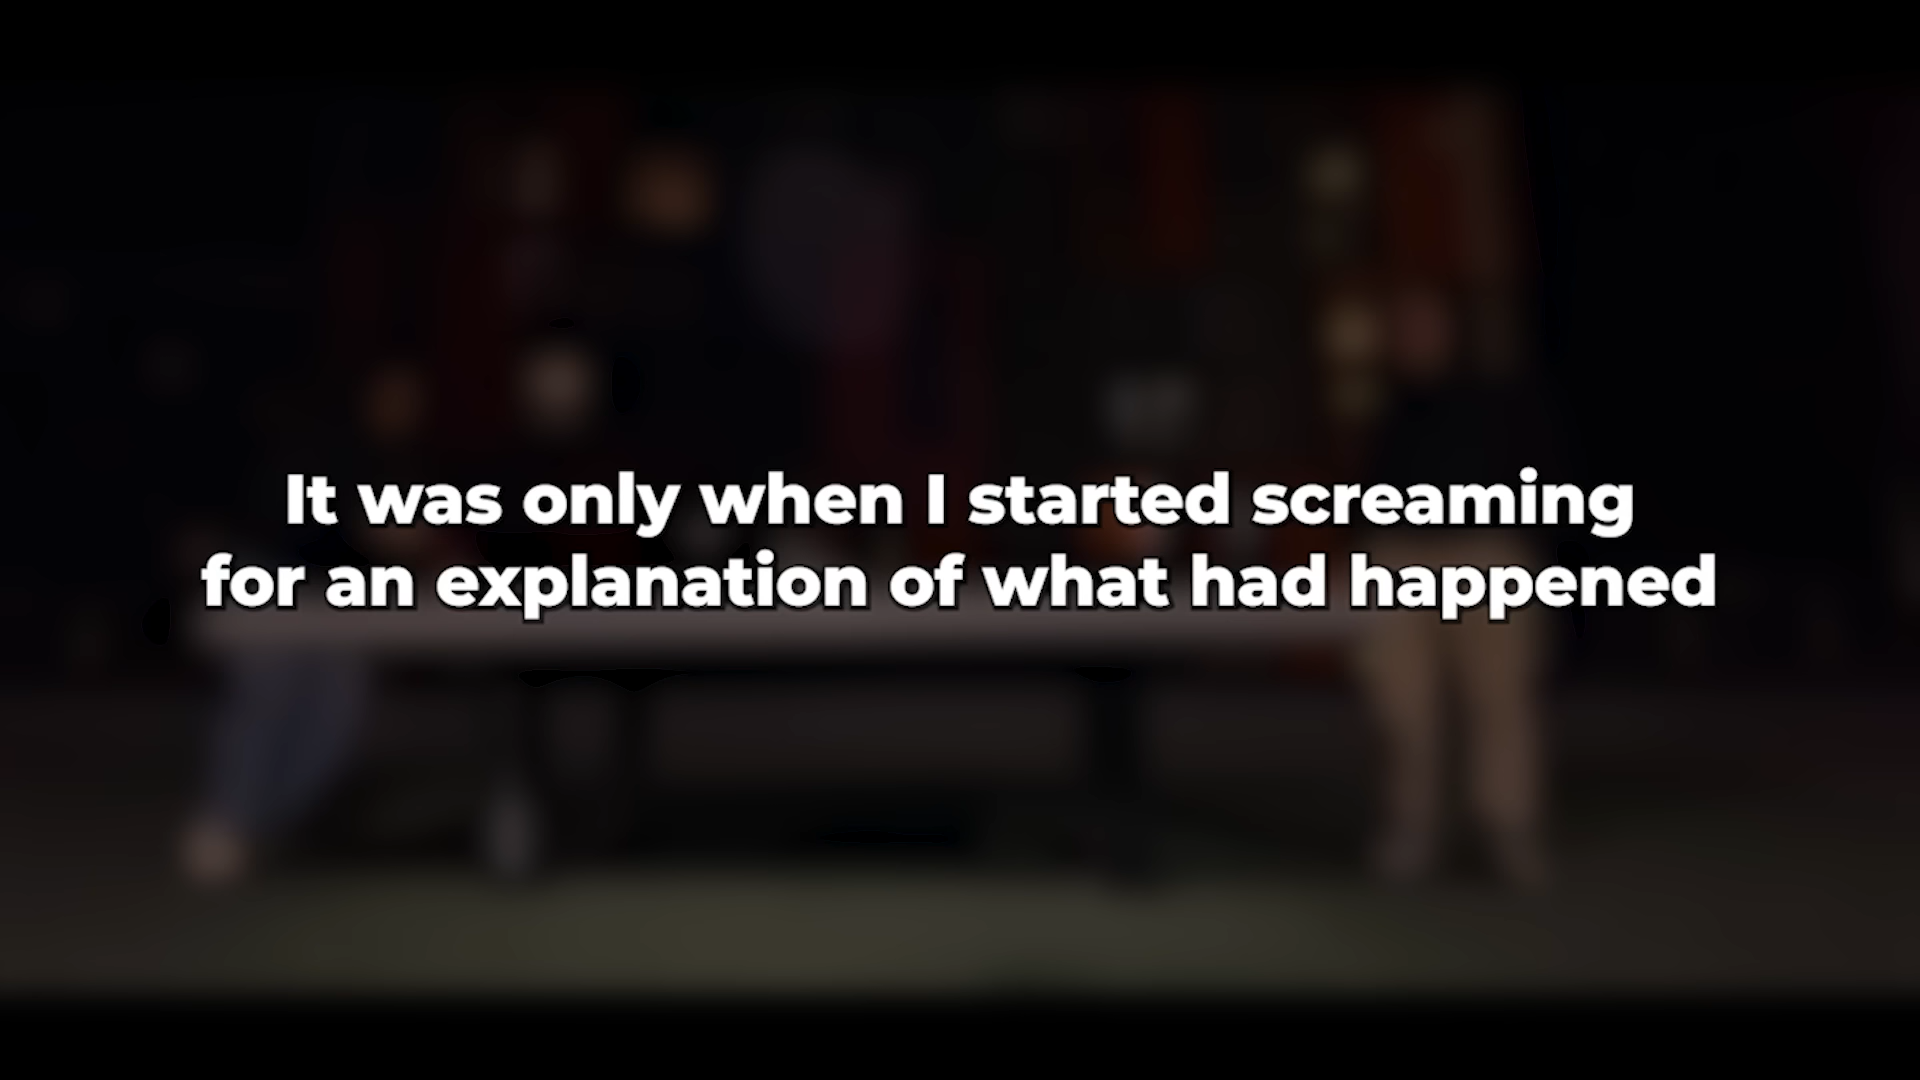 It was only when I started screaming
for an explanation of what had happened